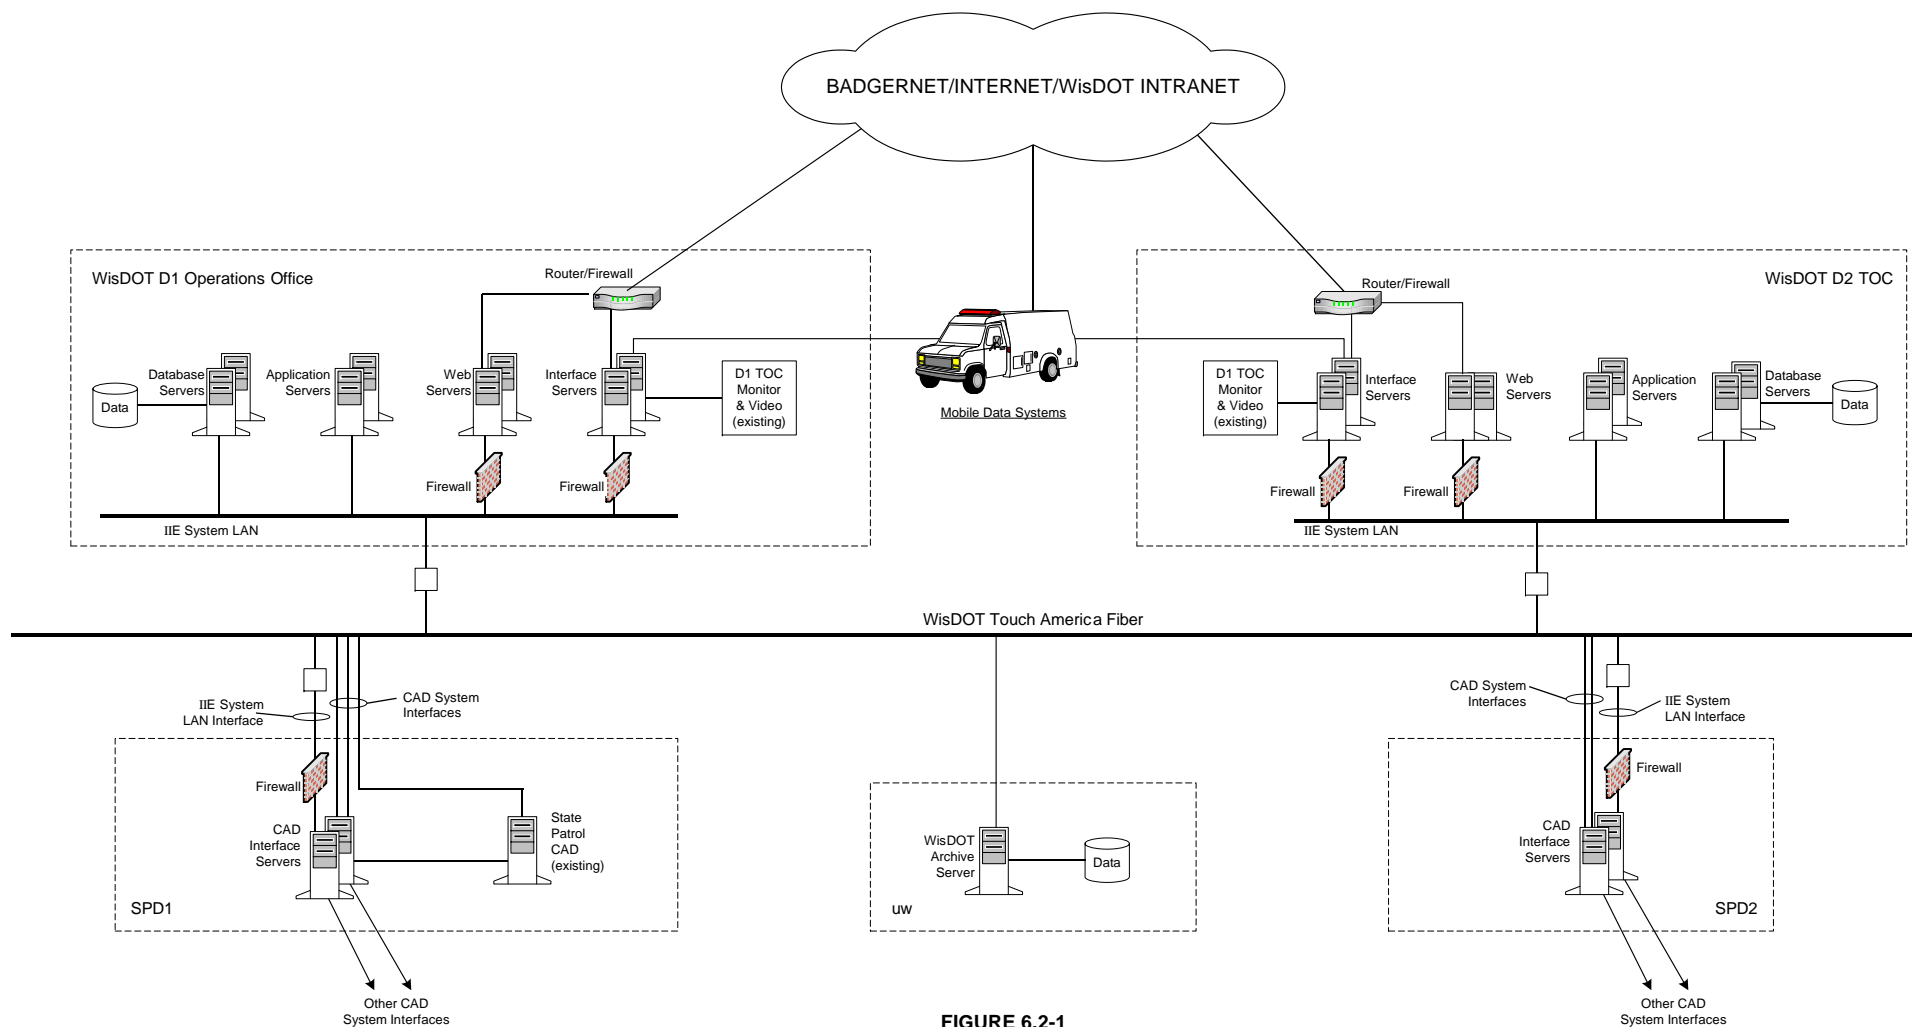 BADGERNET/INTERNET/WisDOT INTRANET
WisDOT D1 Operations Office
Router/Firewall
Database
Servers
Application
Servers
Web
Servers
Interface
Servers
Data
D1 TOC
Monitor
& Video
(existing)
Firewall
Firewall
IIE System LAN
Mobile Data Systems
WisDOT D2 TOC
Router/Firewall
D1 TOC
Monitor
& Video
(existing)
Interface
Servers
Web
Servers
Application
Servers
Database
Servers
Data
Firewall
Firewall
IIE System LAN
WisDOT Touch America Fiber
IIE System
LAN Interface
CAD System
Interfaces
Firewall
CAD
Interface
Servers
State
Patrol
CAD
(existing)
SPD1
Other CAD
System Interfaces
WisDOT
Archive
Server
Data
uw
CAD System
Interfaces
IIE System
LAN Interface
Firewall
CAD
Interface
Servers
SPD2
Other CAD
System Interfaces
FIGURE 6.2-1